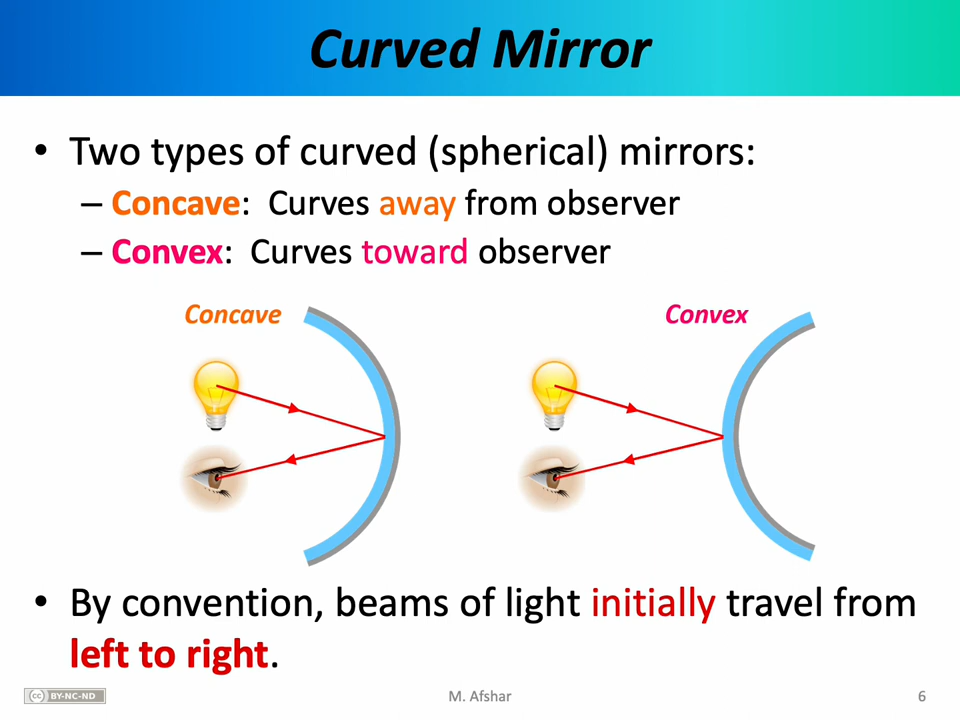 Curved Mirror
• Two types of curved (spherical) mirrors:
– Concave: Curves away from observer
– Convex: Curves toward observer
Concave
Convex
• By convention, beams of light initially travel from
left to right.
cc BY-NC-ND
M. Afshar
6